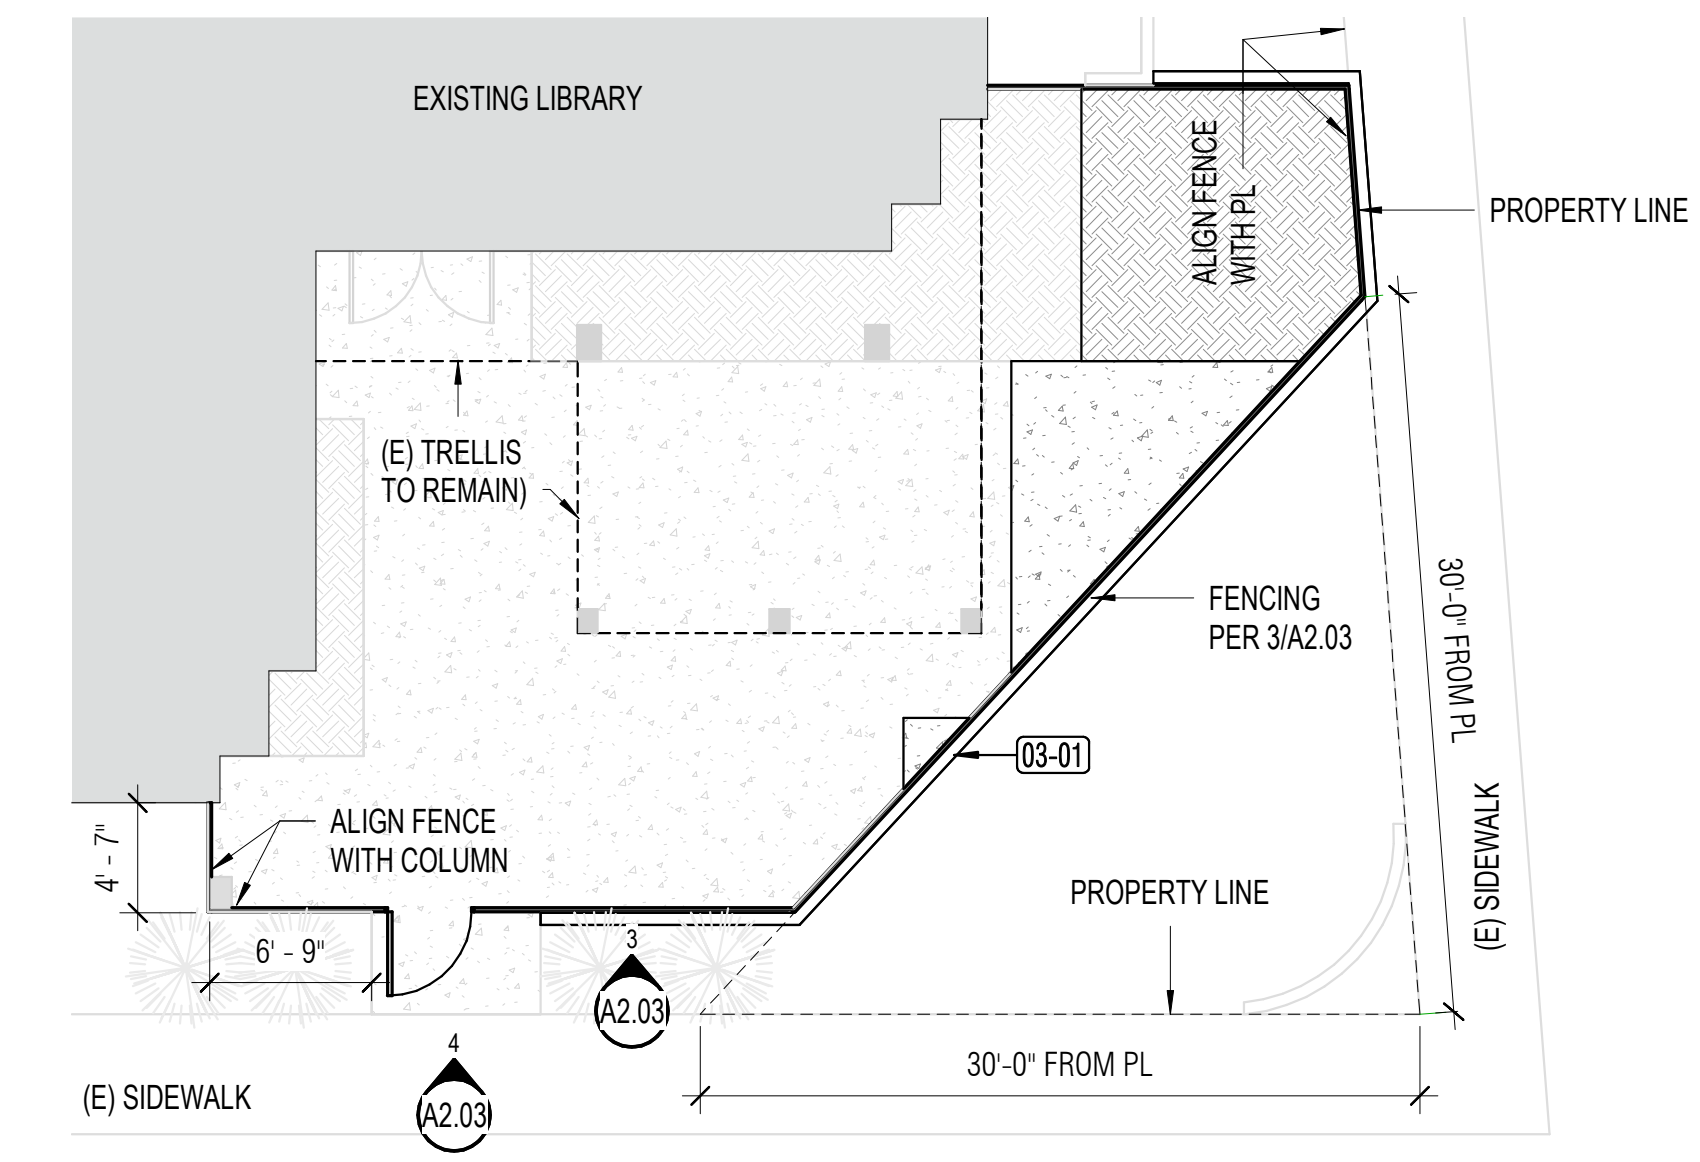 EXISTING LIBRARY
ALIGN FENCE
WITH PL
PROPERTY LINE
(E) TRELLIS
TO REMAIN)
30'-0" FROM PL
FENCING
PER 3/A2.03
03-01
(E) SIDEWALK
4' - 7"
ALIGN FENCE
WITH COLUMN
PROPERTY LINE
6' - 9"
3
A2.03
4
A2.03
30'-0" FROM PL
(E) SIDEWALK